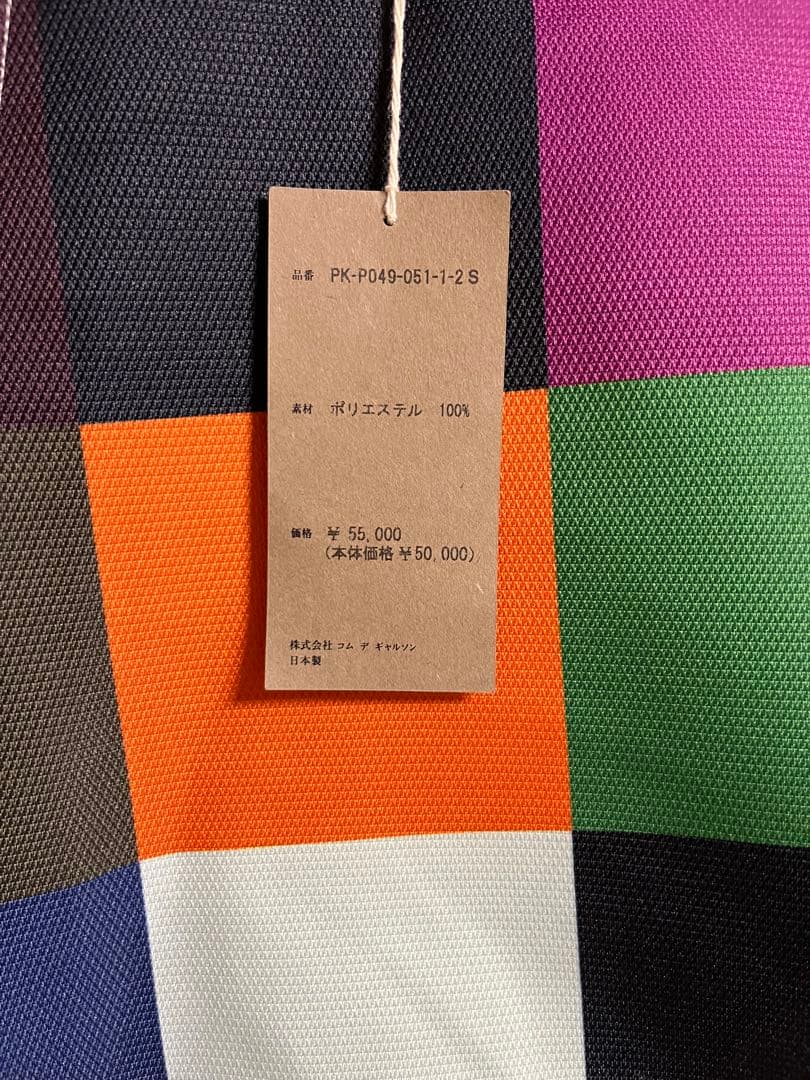 品番 PK-P049-051-1-2 S
素材 ポリエステル 100%
価格 ¥ 55,000
(本体価格 ¥50,000)
株式会社 コム デ ギャルソン
日本製